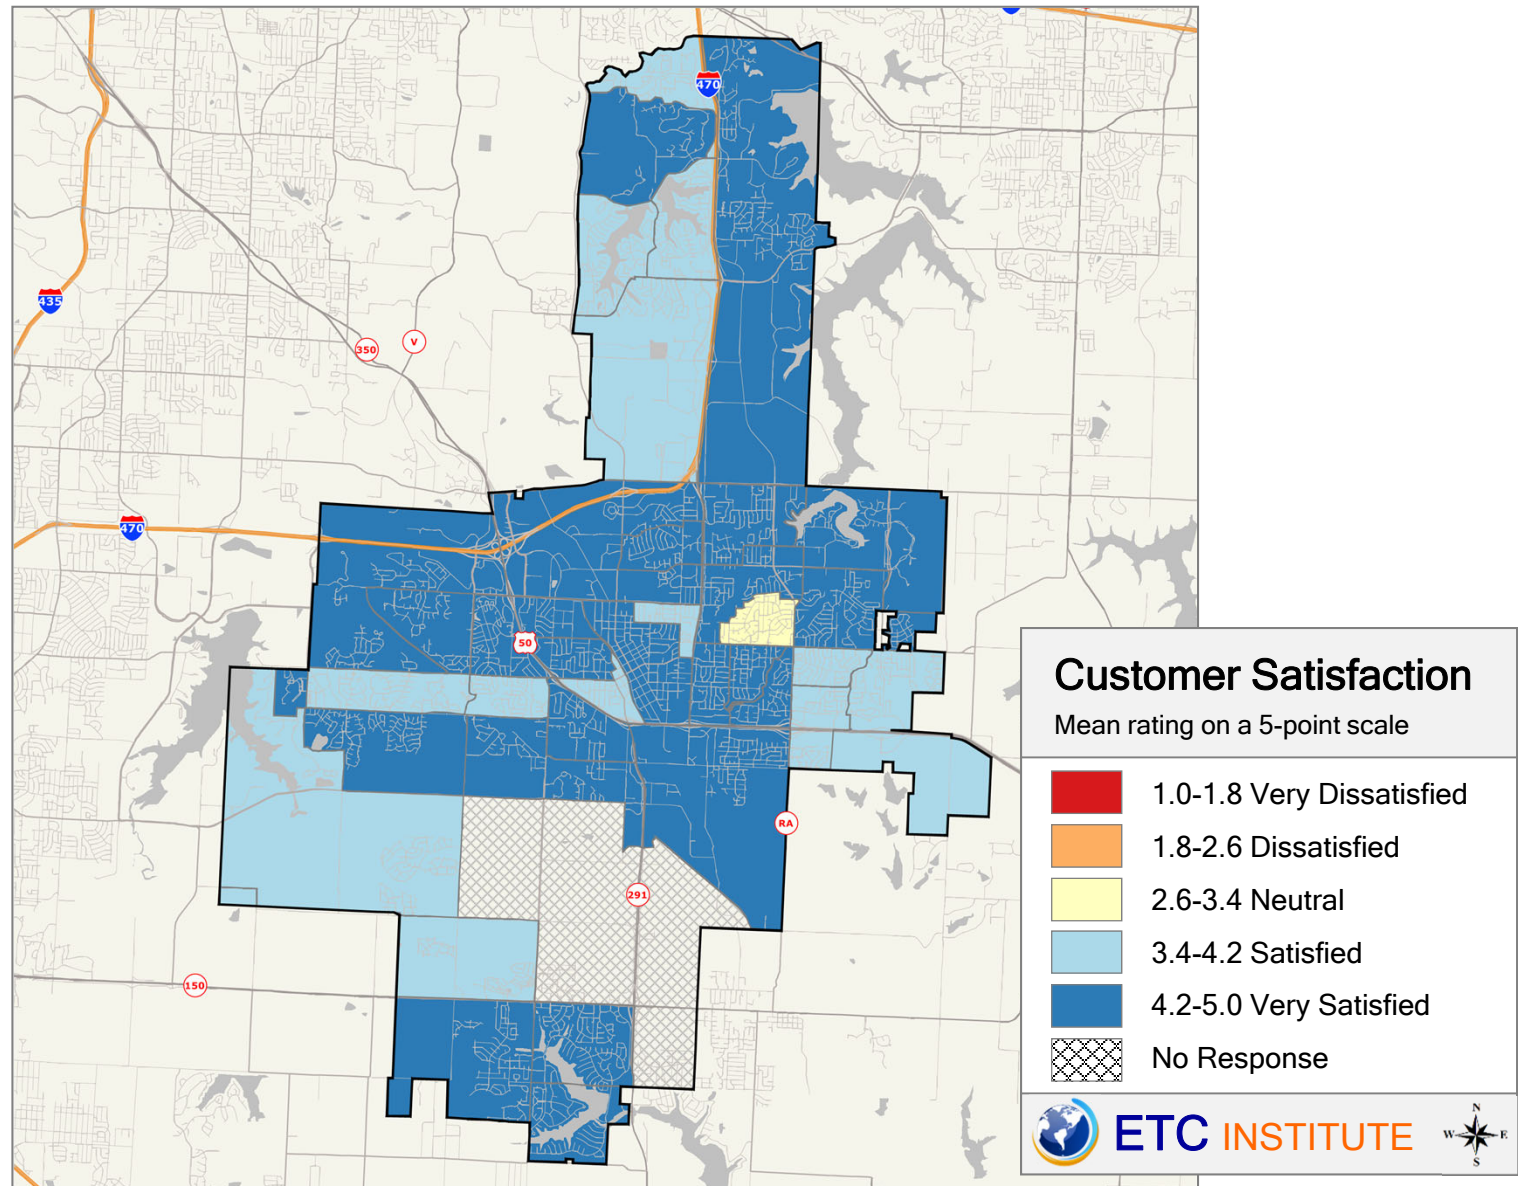 470
435
350
V
470
50
RA
291
150
Customer Satisfaction
Mean rating on a 5-point scale
1.0-1.8 Very Dissatisfied
1.8-2.6 Dissatisfied
2.6-3.4 Neutral
3.4-4.2 Satisfied
4.2-5.0 Very Satisfied
No Response
ETC INSTITUTE
N
W E
S